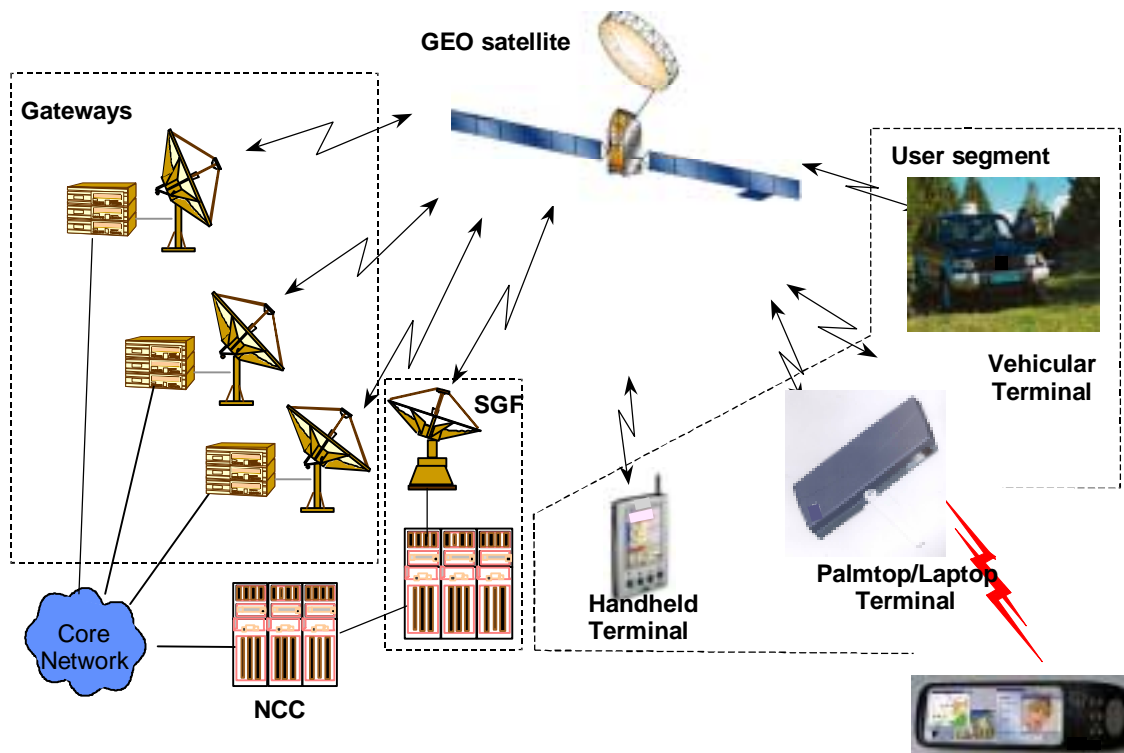 GEO satellite
Gateways
User segment
Vehicular
Terminal
SGF
Palmtop/Laptop
Terminal
Handheld
Terminal
Core
Network
NCC